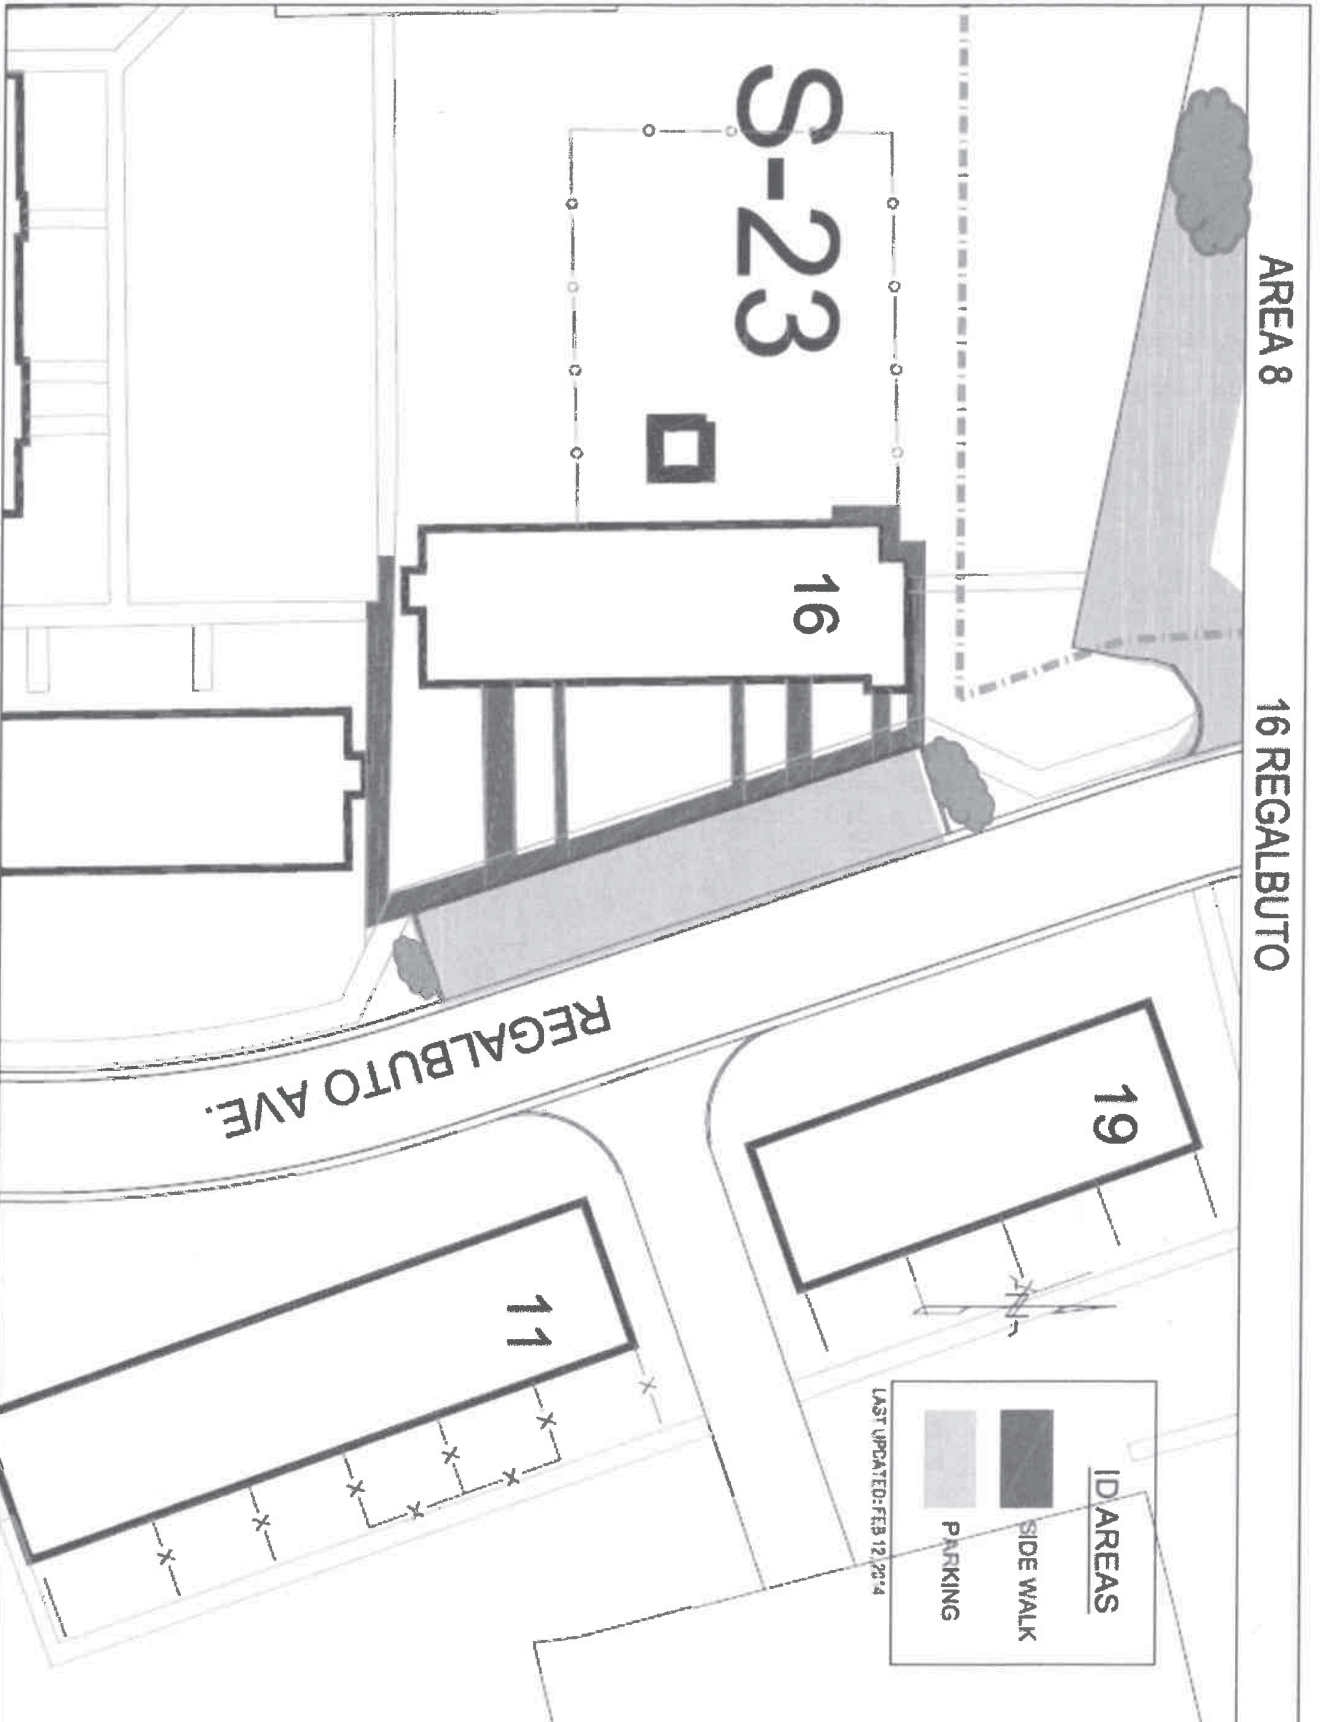 AREA 8
16 REGALBUTO
S-23
16
19
REGALBUTO AVE.
11
N
ID AREAS
SIDE WALK
PARKING
LAST UPDATED: FEB 12, 2014